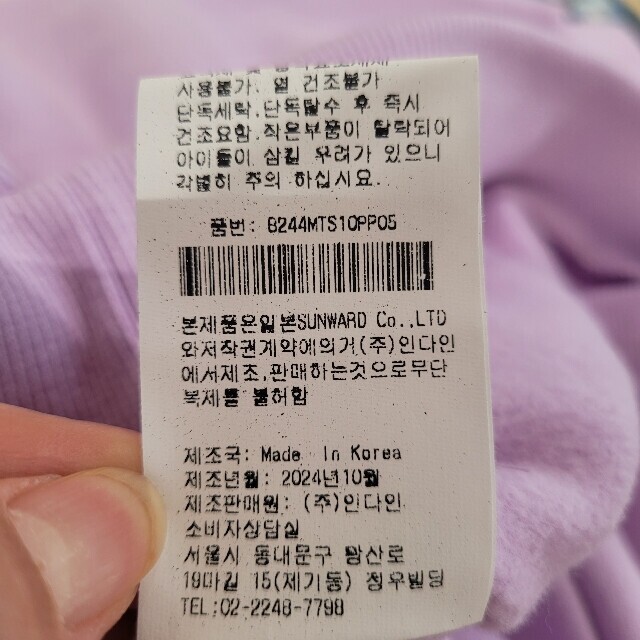 사용불가. 열 건조불가
단독세탁.단독탈수 후 즉시
건조요함.작은부품이 탈락되어
아이들이 삼킬 우려가 있으니
각별히 주의 하십시요.
품번: B244MTS10PP05
본제품은일본SUNWARD Co.,LTD
와저작권계약에의거(주)인다인
에서제조,판매하는것으로무단
복제를 불허함
제조국: Made In Korea
제조년월: 2024년10월
제조판매원: (주)인다인
소비자상담실
서울시 동대문구 왕산로
19마길 15(제기동) 정우빌딩
TEL:02-2248-7798